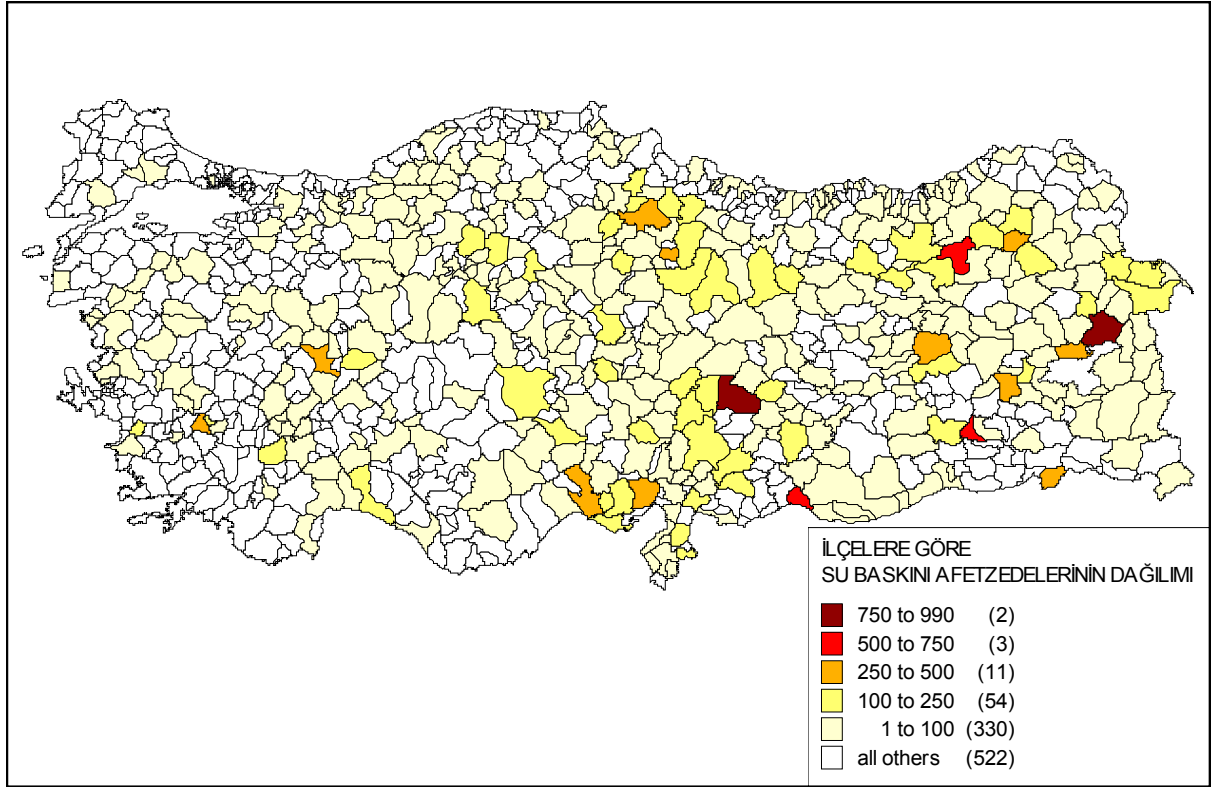 İLÇELERE GÖRE
SU BASKINI AFETZEDELERİNİN DAĞILIMI
750 to 990 (2)
500 to 750 (3)
250 to 500 (11)
100 to 250 (54)
1 to 100 (330)
all others (522)